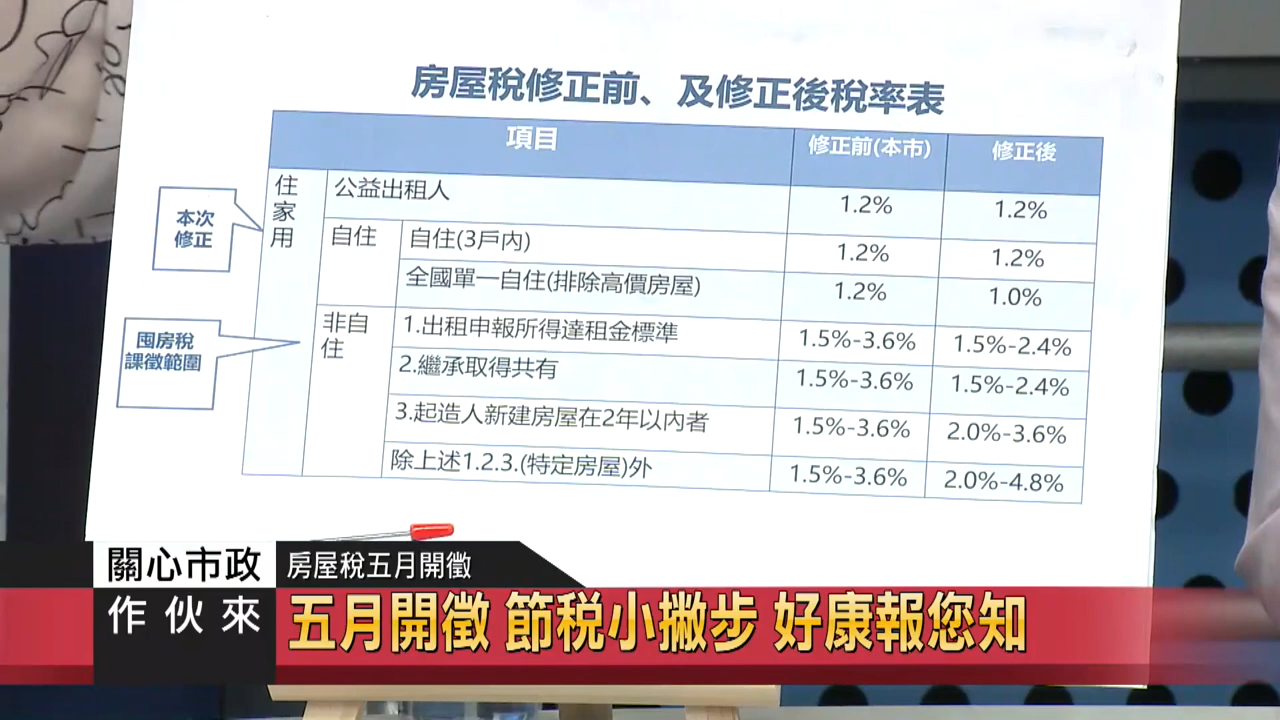 房屋稅修正前、及修正後稅率表
項目 修正前(本市) 修正後
住家用 公益出租人 1.2% 1.2%
自住 自住(3戶內) 1.2% 1.2%
全國單一自住(排除高價房屋) 1.2% 1.0%
非自住 1.出租申報所得達租金標準 1.5%-3.6% 1.5%-2.4%
2.繼承取得共有 1.5%-3.6% 1.5%-2.4%
3.起造人新建房屋在2年以內者 1.5%-3.6% 2.0%-3.6%
除上述1.2.3.(特定房屋)外 1.5%-3.6% 2.0%-4.8%
本次
修正
囤房稅
課徵範圍
關心市政
作伙來
房屋稅五月開徵
五月開徵 節稅小撇步 好康報您知